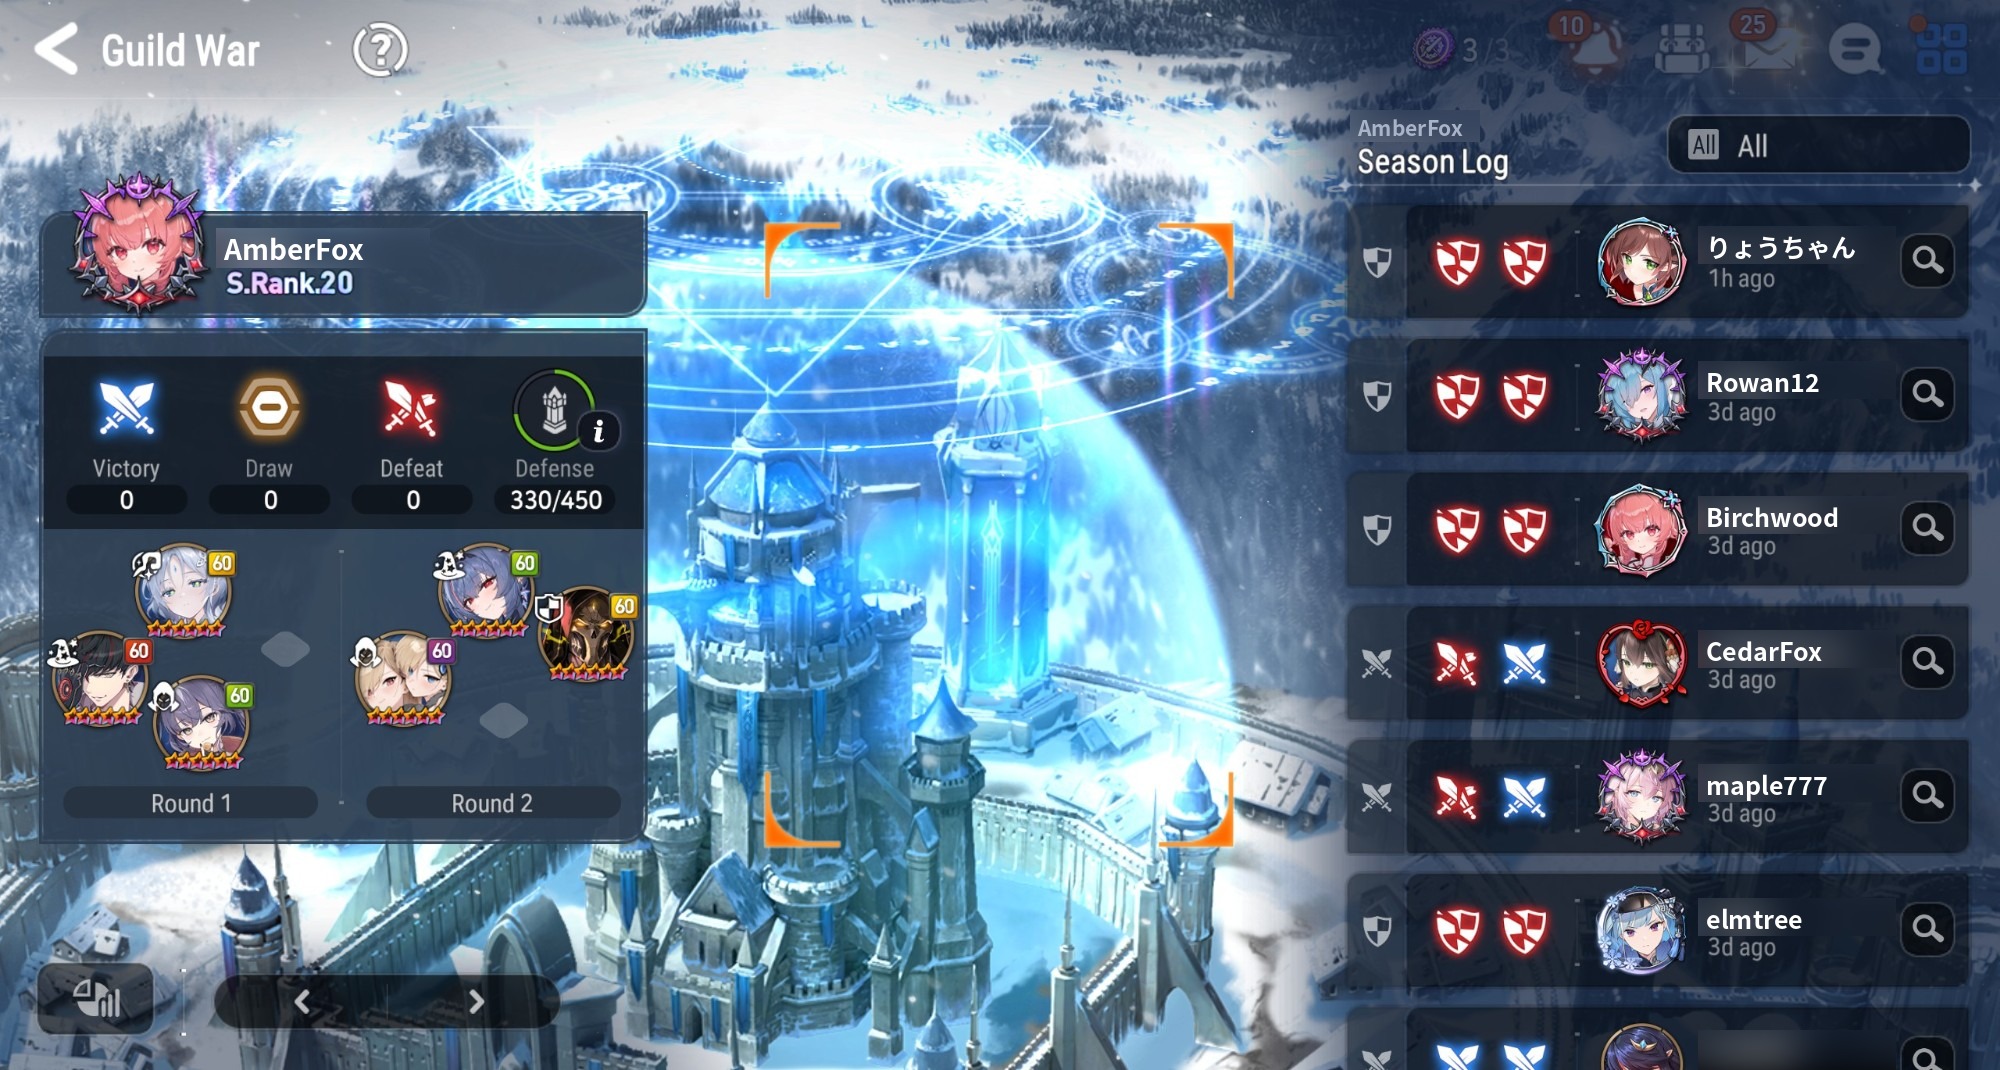 Guild War
?
3/3
10
25
AmberFox
Season Log
All All
AmberFox
S.Rank.20
Victory
Draw
Defeat
Defense
i
0
0
0
330/450
60
60
60
60
60
60
Round 1
Round 2
りょうちゃん
1h ago
Rowan12
3d ago
Birchwood
3d ago
CedarFox
3d ago
maple777
3d ago
elmtree
3d ago